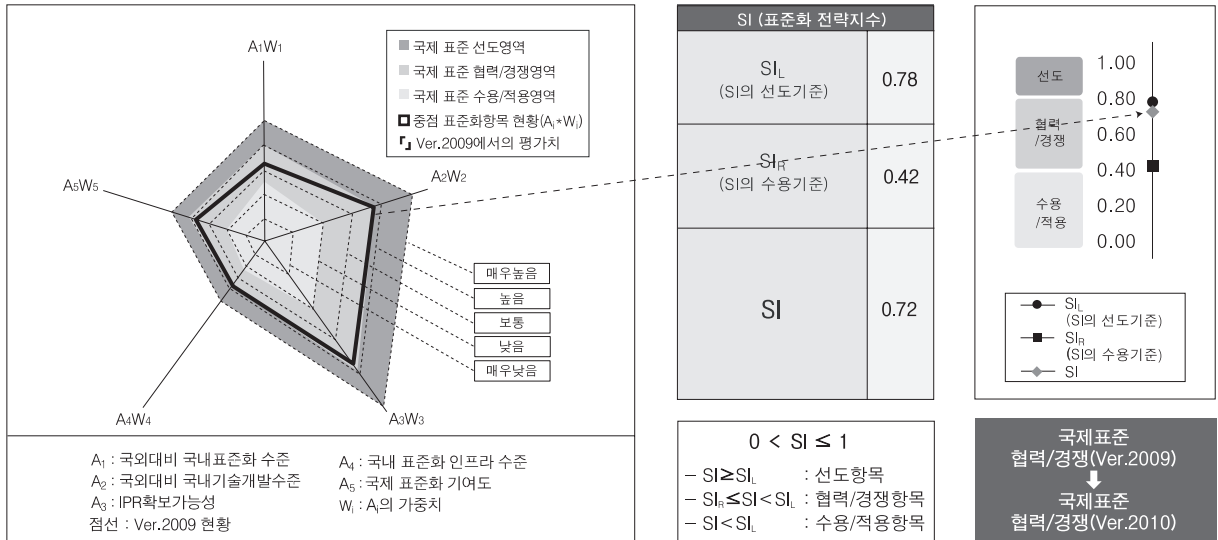 A₁W₁
A₂W₂
A₃W₃
A₄W₄
A₅W₅
국제 표준 선도영역
국제 표준 협력/경쟁영역
국제 표준 수용/적용영역
중점 표준화항목 현황(Aᵢ*Wᵢ)
「」 Ver.2009에서의 평가치
매우높음
높음
보통
낮음
매우낮음
A₁ : 국외대비 국내표준화 수준
A₂ : 국외대비 국내기술개발수준
A₃ : IPR확보가능성
점선 : Ver.2009 현황
A₄ : 국내 표준화 인프라 수준
A₅ : 국제 표준화 기여도
Wᵢ : Aᵢ의 가중치
SI (표준화 전략지수)
SI_L
(SI의 선도기준)
0.78
SI_R
(SI의 수용기준)
0.42
SI
0.72
0 < SI ≤ 1
– SI≥SI_L : 선도항목
– SI_R≤SI<SI_L : 협력/경쟁항목
– SI<SI_L : 수용/적용항목
선도
협력
/경쟁
수용
/적용
1.00
0.80
0.60
0.40
0.20
0.00
SI_L
(SI의 선도기준)
SI_R
(SI의 수용기준)
SI
국제표준
협력/경쟁(Ver.2009)
국제표준
협력/경쟁(Ver.2010)